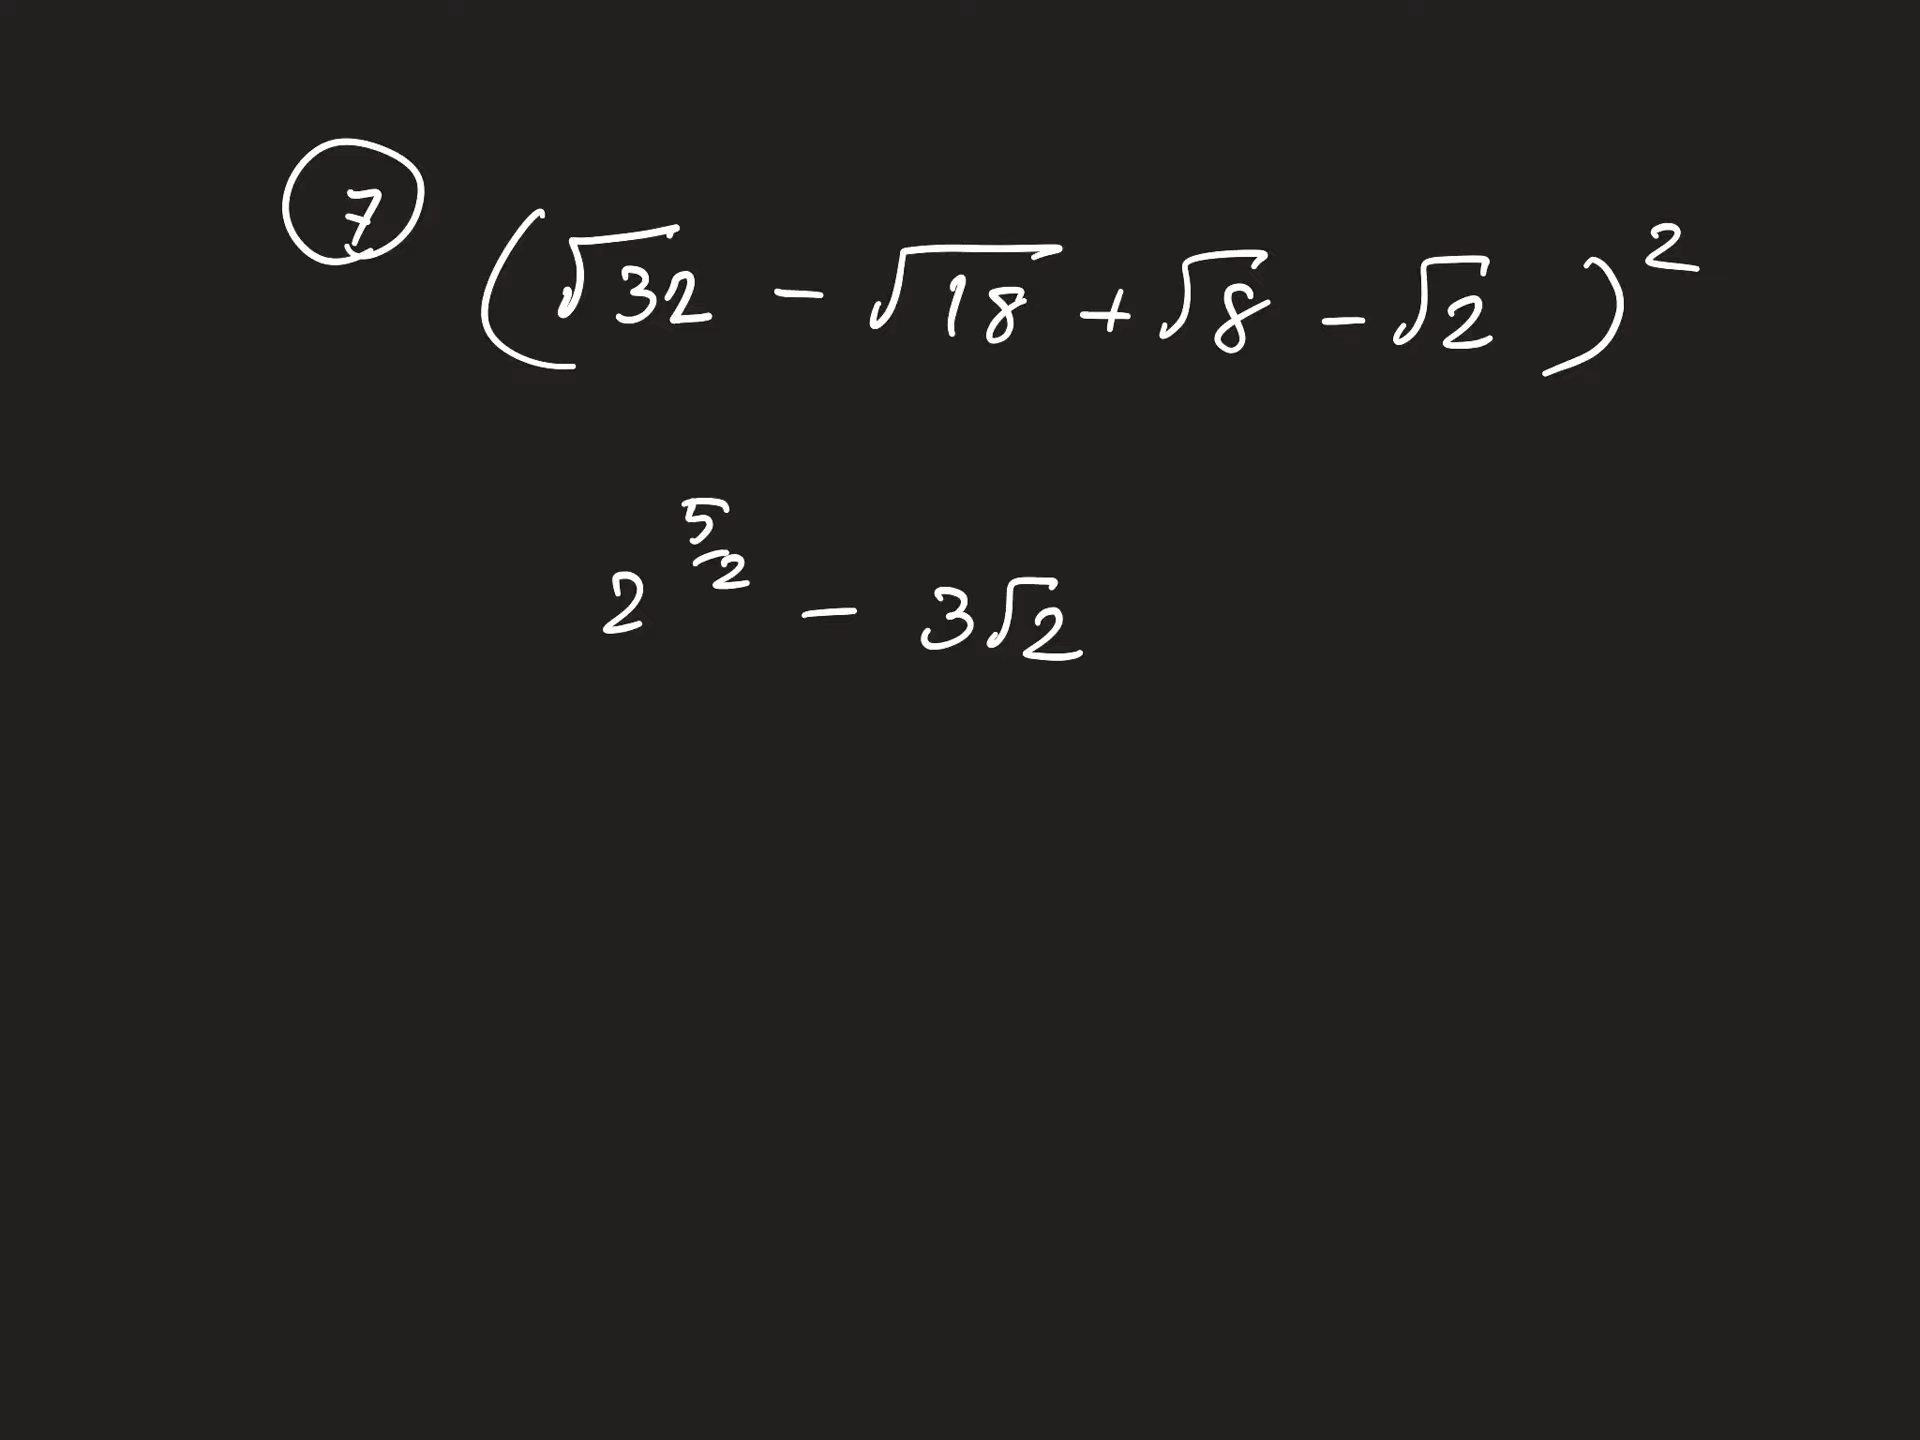 ⑦ (√32 - √18 + √8 - √2)²
2^(5/2) - 3√2